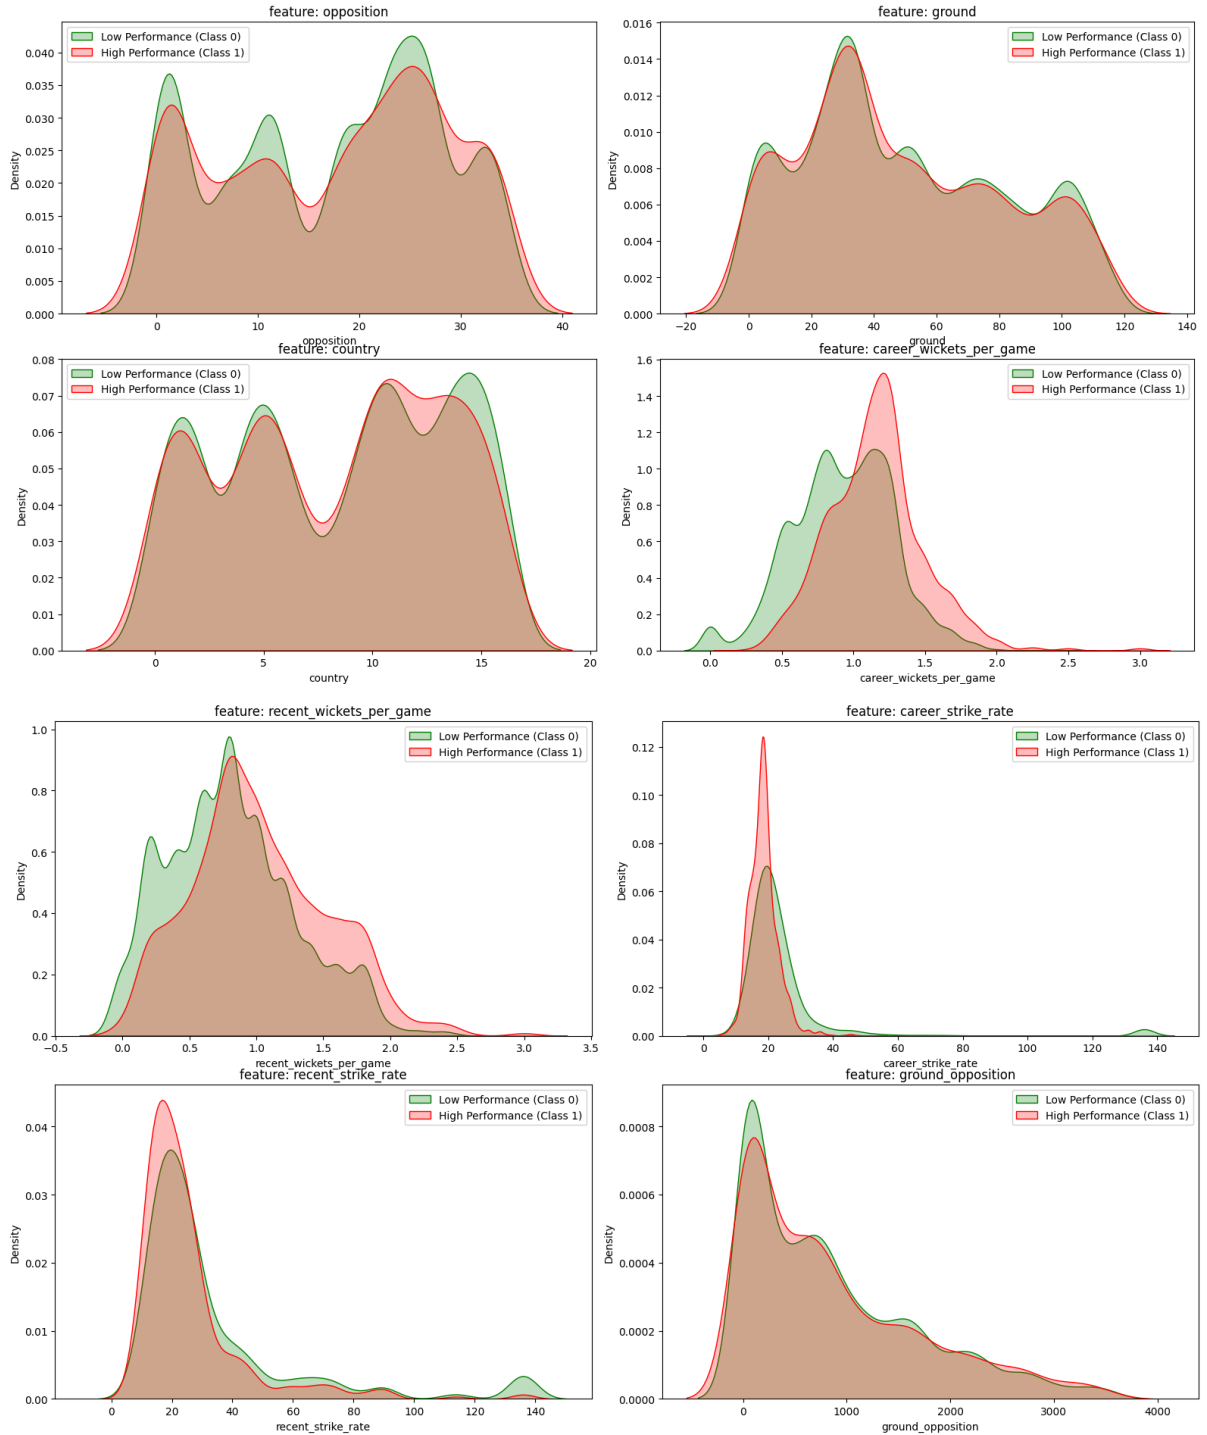 feature: opposition
Low Performance (Class 0)
High Performance (Class 1)
Density
0.040
0.035
0.030
0.025
0.020
0.015
0.010
0.005
0.000
0
10
20
30
40
opposition
feature: ground
Low Performance (Class 0)
High Performance (Class 1)
Density
0.016
0.014
0.012
0.010
0.008
0.006
0.004
0.002
0.000
−20
0
20
40
60
80
100
120
140
ground
feature: country
Low Performance (Class 0)
High Performance (Class 1)
Density
0.08
0.07
0.06
0.05
0.04
0.03
0.02
0.01
0.00
0
5
10
15
20
country
feature: career_wickets_per_game
Low Performance (Class 0)
High Performance (Class 1)
Density
1.6
1.4
1.2
1.0
0.8
0.6
0.4
0.2
0.0
0.0
0.5
1.0
1.5
2.0
2.5
3.0
career_wickets_per_game
feature: recent_wickets_per_game
Low Performance (Class 0)
High Performance (Class 1)
Density
1.0
0.8
0.6
0.4
0.2
0.0
−0.5
0.0
0.5
1.0
1.5
2.0
2.5
3.0
3.5
recent_wickets_per_game
feature: career_strike_rate
Low Performance (Class 0)
High Performance (Class 1)
Density
0.12
0.10
0.08
0.06
0.04
0.02
0.00
0
20
40
60
80
100
120
140
career_strike_rate
feature: recent_strike_rate
Low Performance (Class 0)
High Performance (Class 1)
Density
0.04
0.03
0.02
0.01
0.00
0
20
40
60
80
100
120
140
recent_strike_rate
feature: ground_opposition
Low Performance (Class 0)
High Performance (Class 1)
Density
0.0008
0.0006
0.0004
0.0002
0.0000
0
1000
2000
3000
4000
ground_opposition